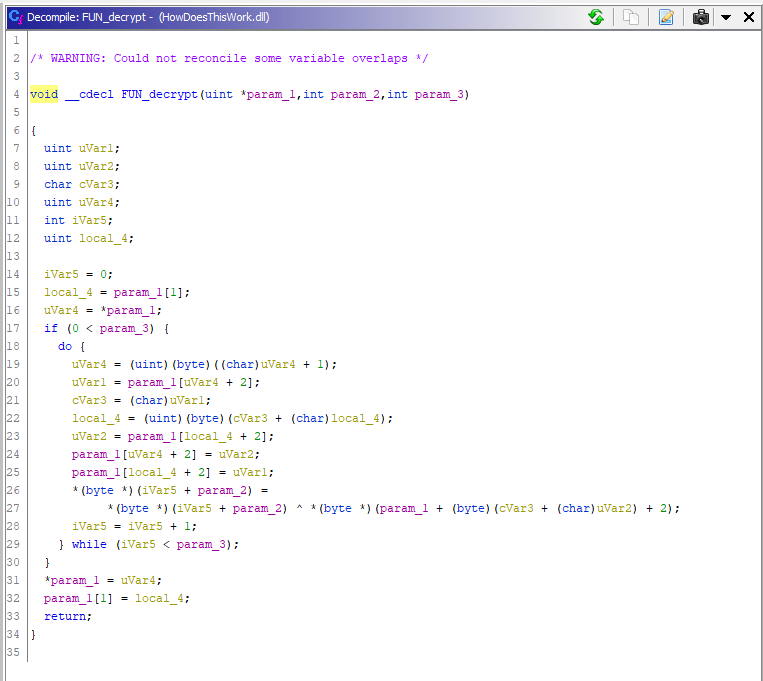 Decompile: FUN_decrypt - (HowDoesThisWork.dll)
1
2 /* WARNING: Could not reconcile some variable overlaps */
3
4 void __cdecl FUN_decrypt(uint *param_1,int param_2,int param_3)
5
6 {
7 uint uVar1;
8 uint uVar2;
9 char cVar3;
10 uint uVar4;
11 int iVar5;
12 uint local_4;
13
14 iVar5 = 0;
15 local_4 = param_1[1];
16 uVar4 = *param_1;
17 if (0 < param_3) {
18 do {
19 uVar4 = (uint)(byte)((char)uVar4 + 1);
20 uVar1 = param_1[uVar4 + 2];
21 cVar3 = (char)uVar1;
22 local_4 = (uint)(byte)(cVar3 + (char)local_4);
23 uVar2 = param_1[local_4 + 2];
24 param_1[uVar4 + 2] = uVar2;
25 param_1[local_4 + 2] = uVar1;
26 *(byte *)(iVar5 + param_2) =
27 *(byte *)(iVar5 + param_2) ^ *(byte *)(param_1 + (byte)(cVar3 + (char)uVar2) + 2);
28 iVar5 = iVar5 + 1;
29 } while (iVar5 < param_3);
30 }
31 *param_1 = uVar4;
32 param_1[1] = local_4;
33 return;
34 }
35